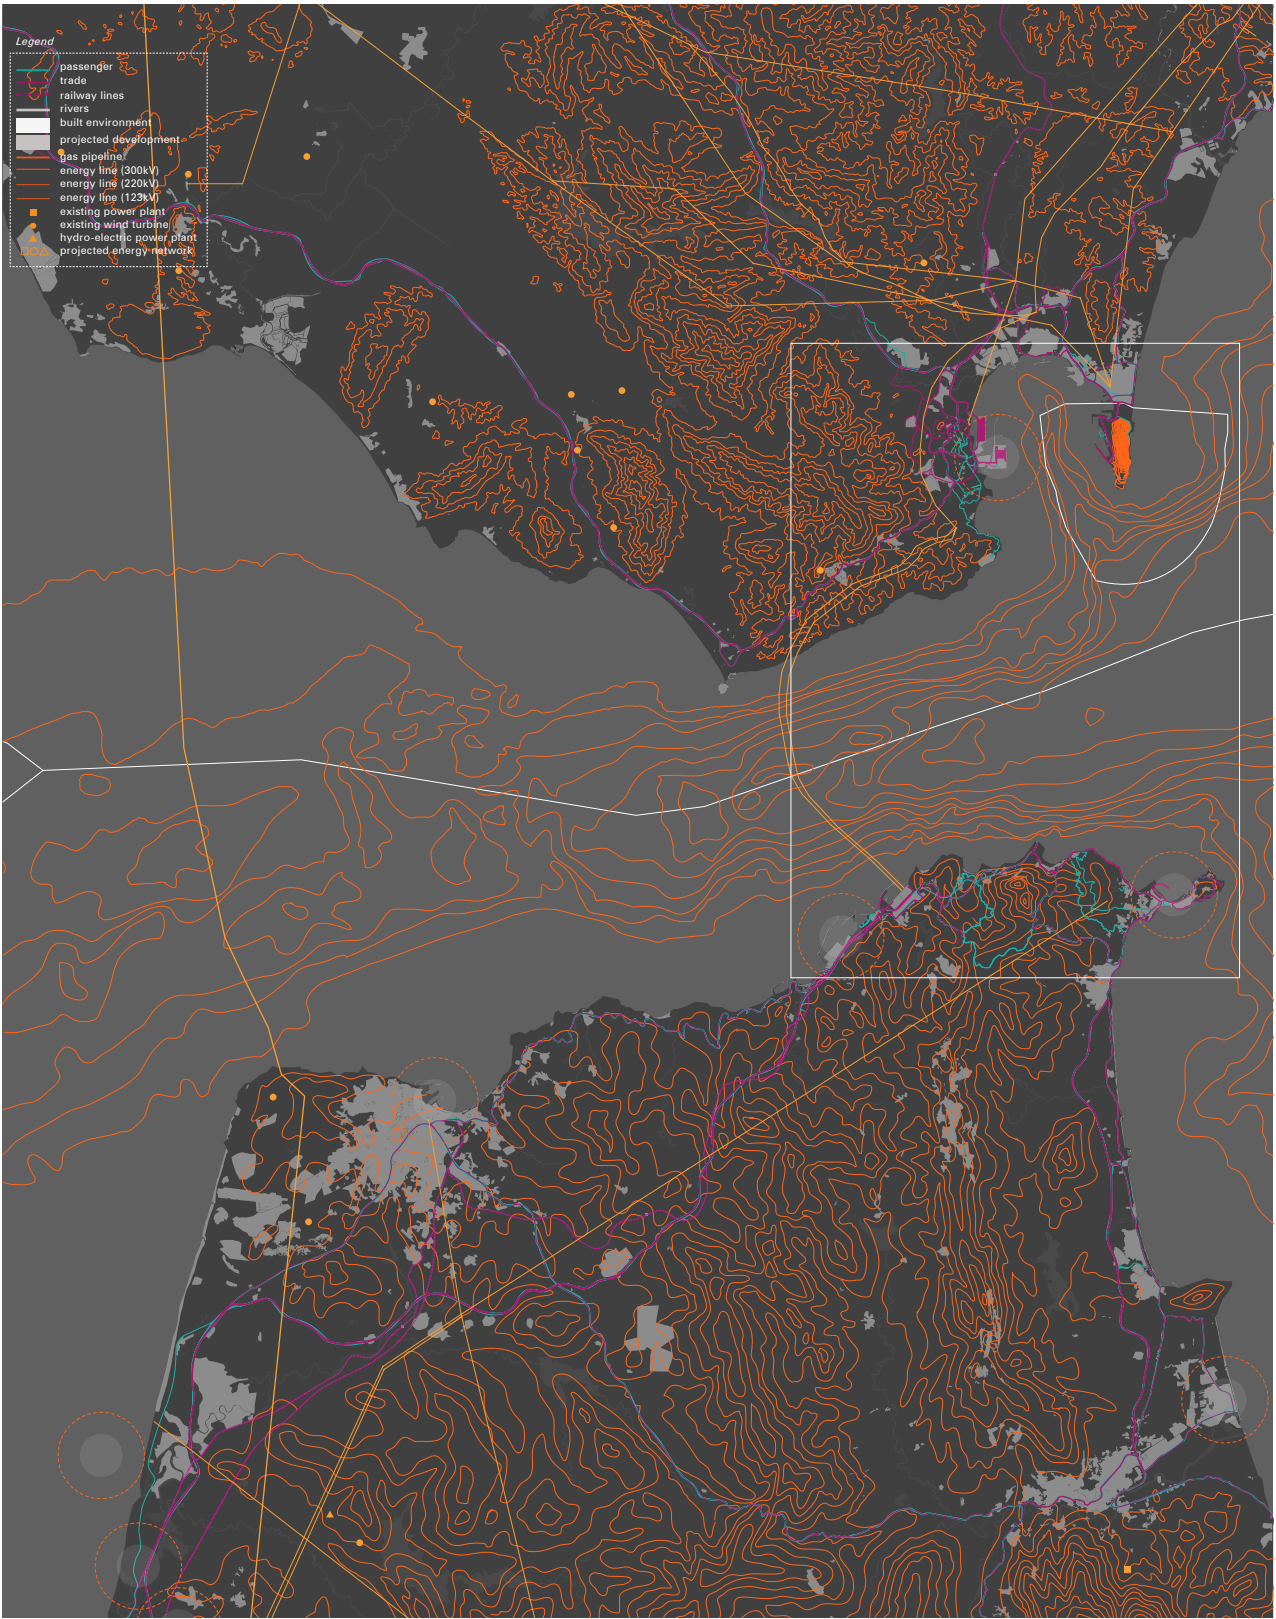 Legend
passenger
trade
railway lines
rivers
built environment
projected development
gas pipeline
energy line (300kV)
energy line (220kV)
energy line (123kV)
existing power plant
existing wind turbine
hydro-electric power plant
projected energy network